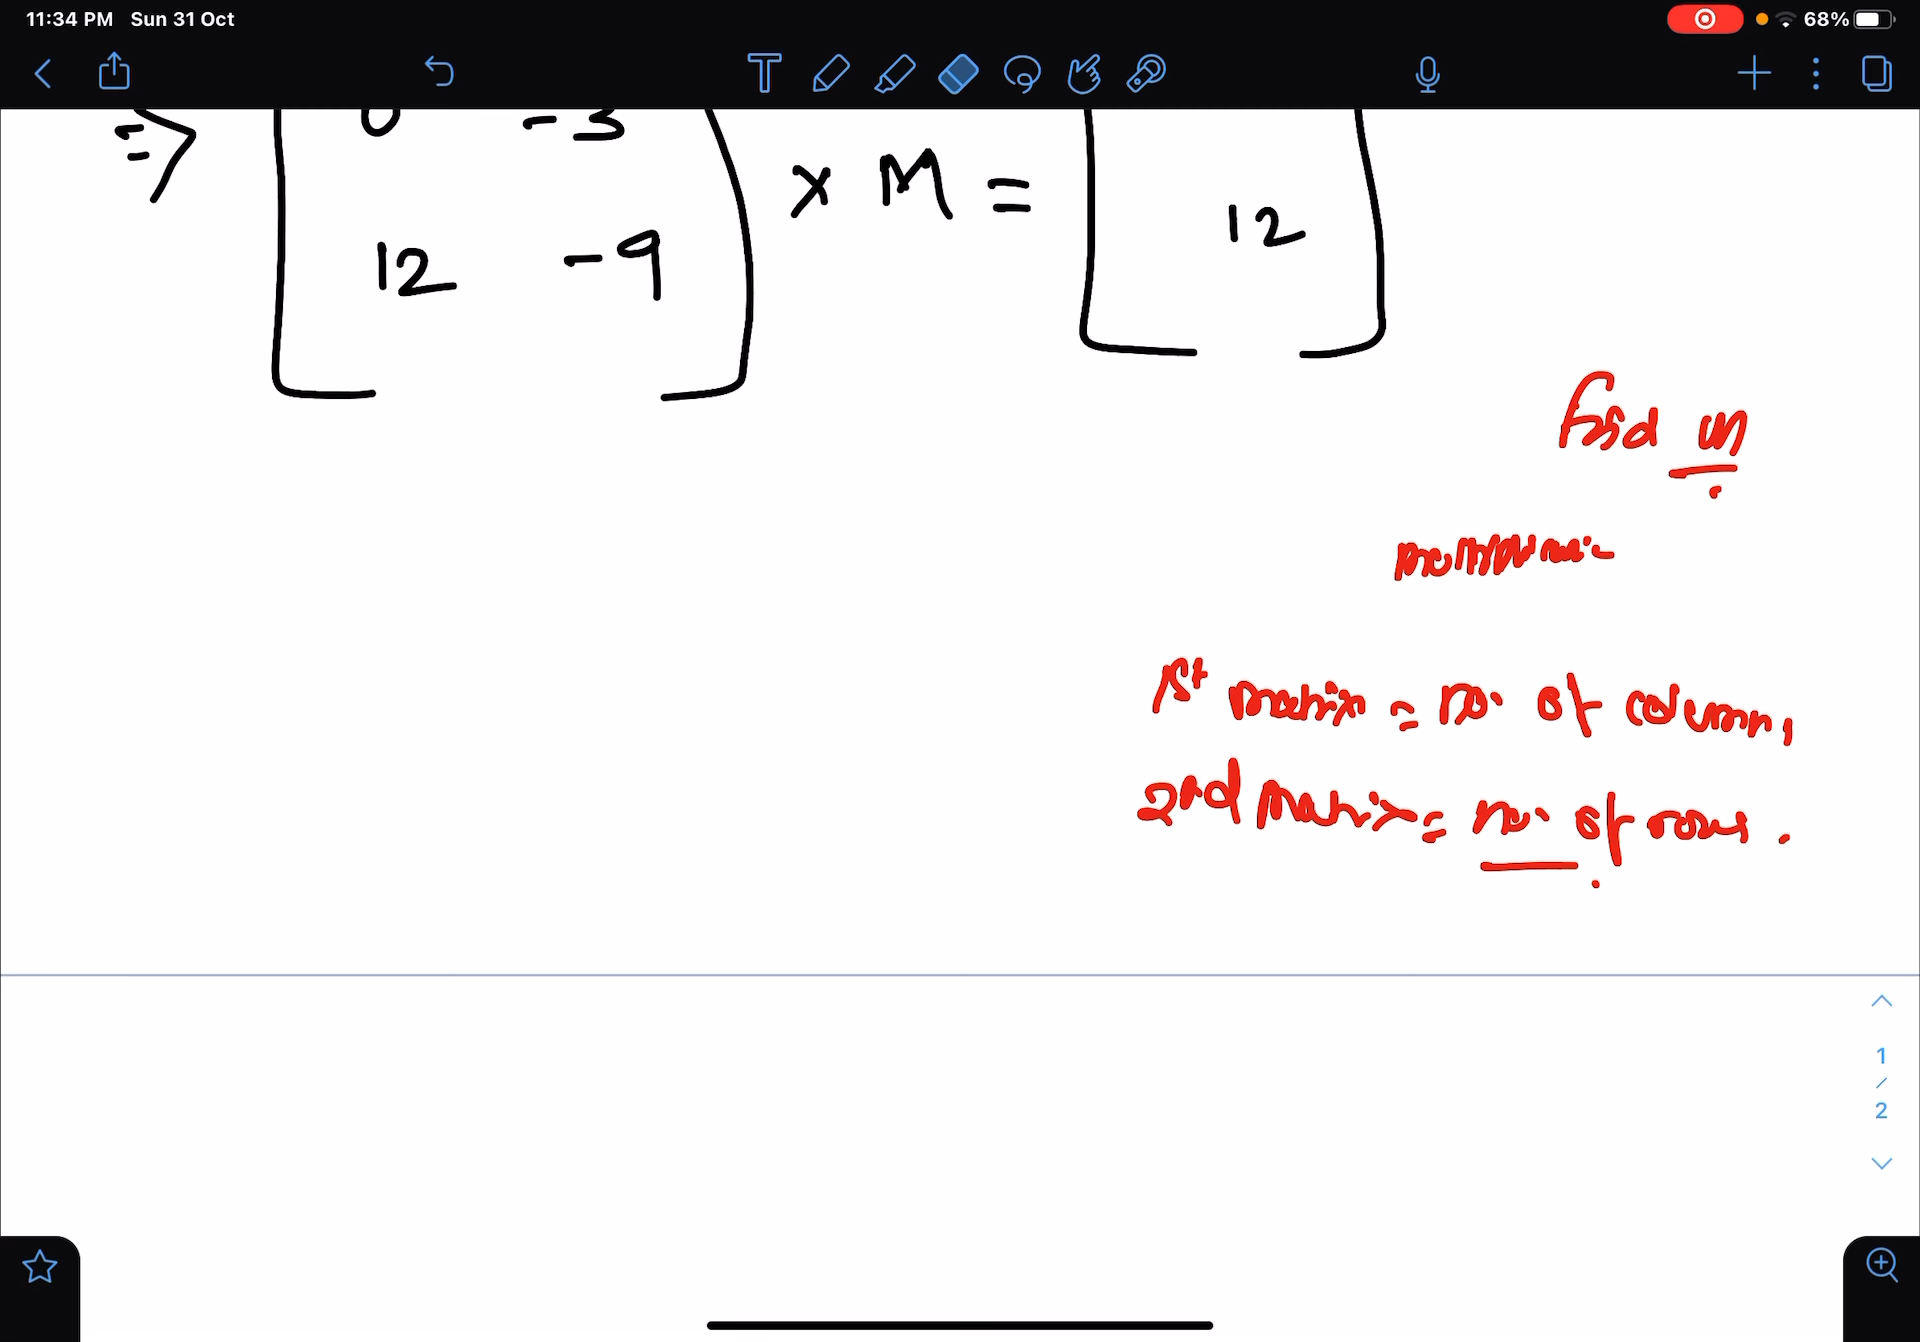 11:34 PM Sun 31 Oct 68%
T
=> 0 -3
x M =
12 -9 12
find M
1st matrix = no. of column,
2nd matrix = no. of rows.
1
/
2